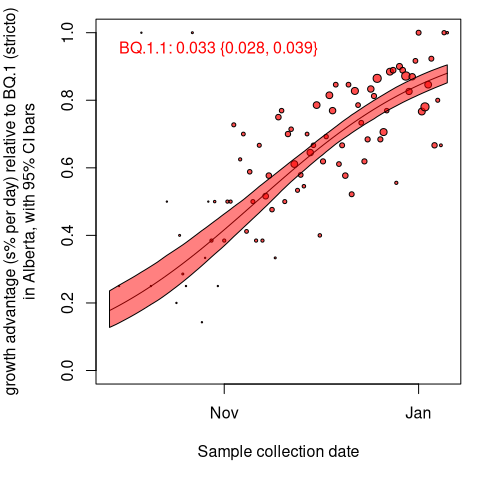 growth advantage (s% per day) relative to BQ.1 (stricto)
in Alberta, with 95% CI bars
BQ.1.1: 0.033 {0.028, 0.039}
1.0
0.8
0.6
0.4
0.2
0.0
Nov
Jan
Sample collection date